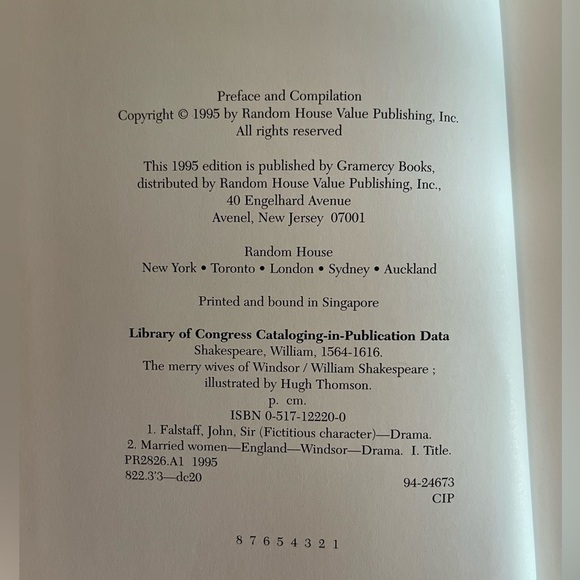 Preface and Compilation
Copyright © 1995 by Random House Value Publishing, Inc.
All rights reserved
This 1995 edition is published by Gramercy Books,
distributed by Random House Value Publishing, Inc.,
40 Engelhard Avenue
Avenel, New Jersey 07001
Random House
New York • Toronto • London • Sydney • Auckland
Printed and bound in Singapore
Library of Congress Cataloging-in-Publication Data
Shakespeare, William, 1564-1616.
The merry wives of Windsor / William Shakespeare ;
illustrated by Hugh Thomson.
p. cm.
ISBN 0-517-12220-0
1. Falstaff, John, Sir (Fictitious character)—Drama.
2. Married women—England—Windsor—Drama. I. Title.
PR2826.A1 1995
822.3'3—dc20 94-24673
CIP
8 7 6 5 4 3 2 1